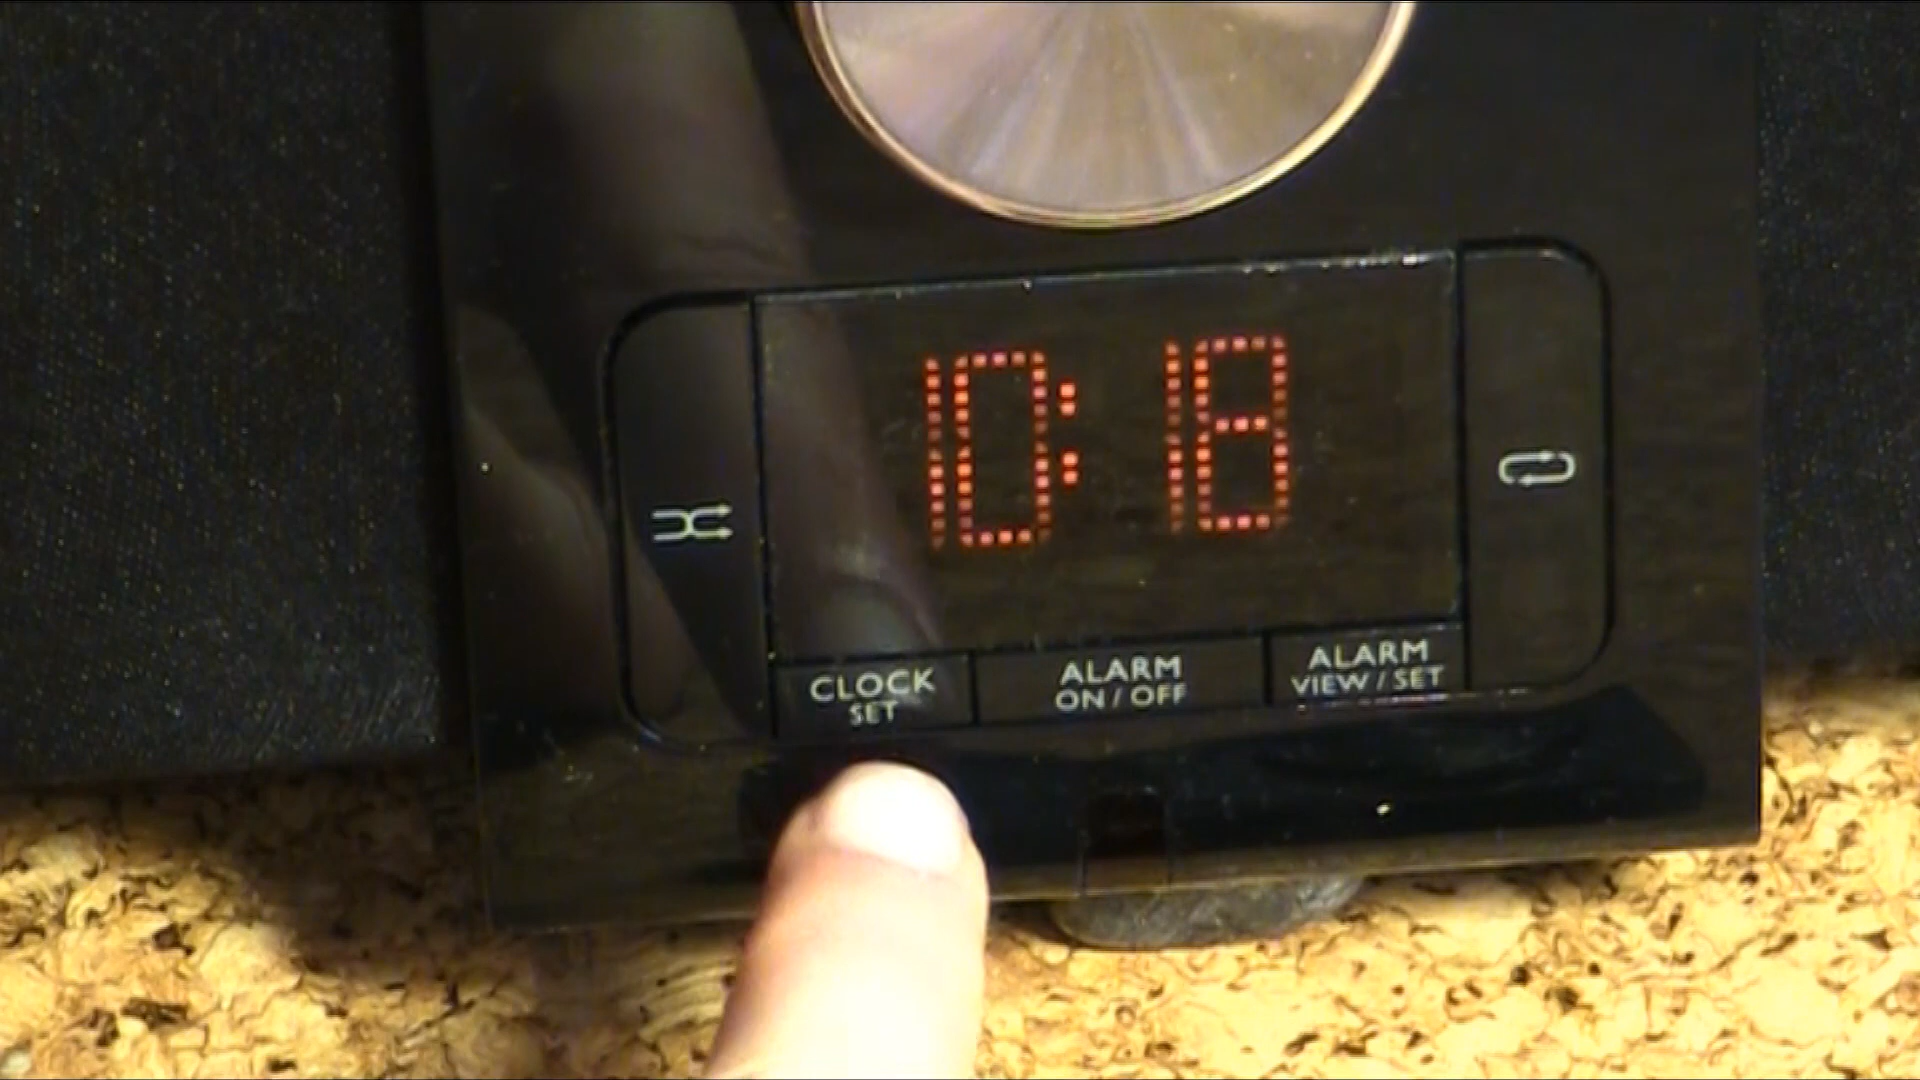 10:18
CLOCK
SET
ALARM
ON / OFF
ALARM
VIEW / SET